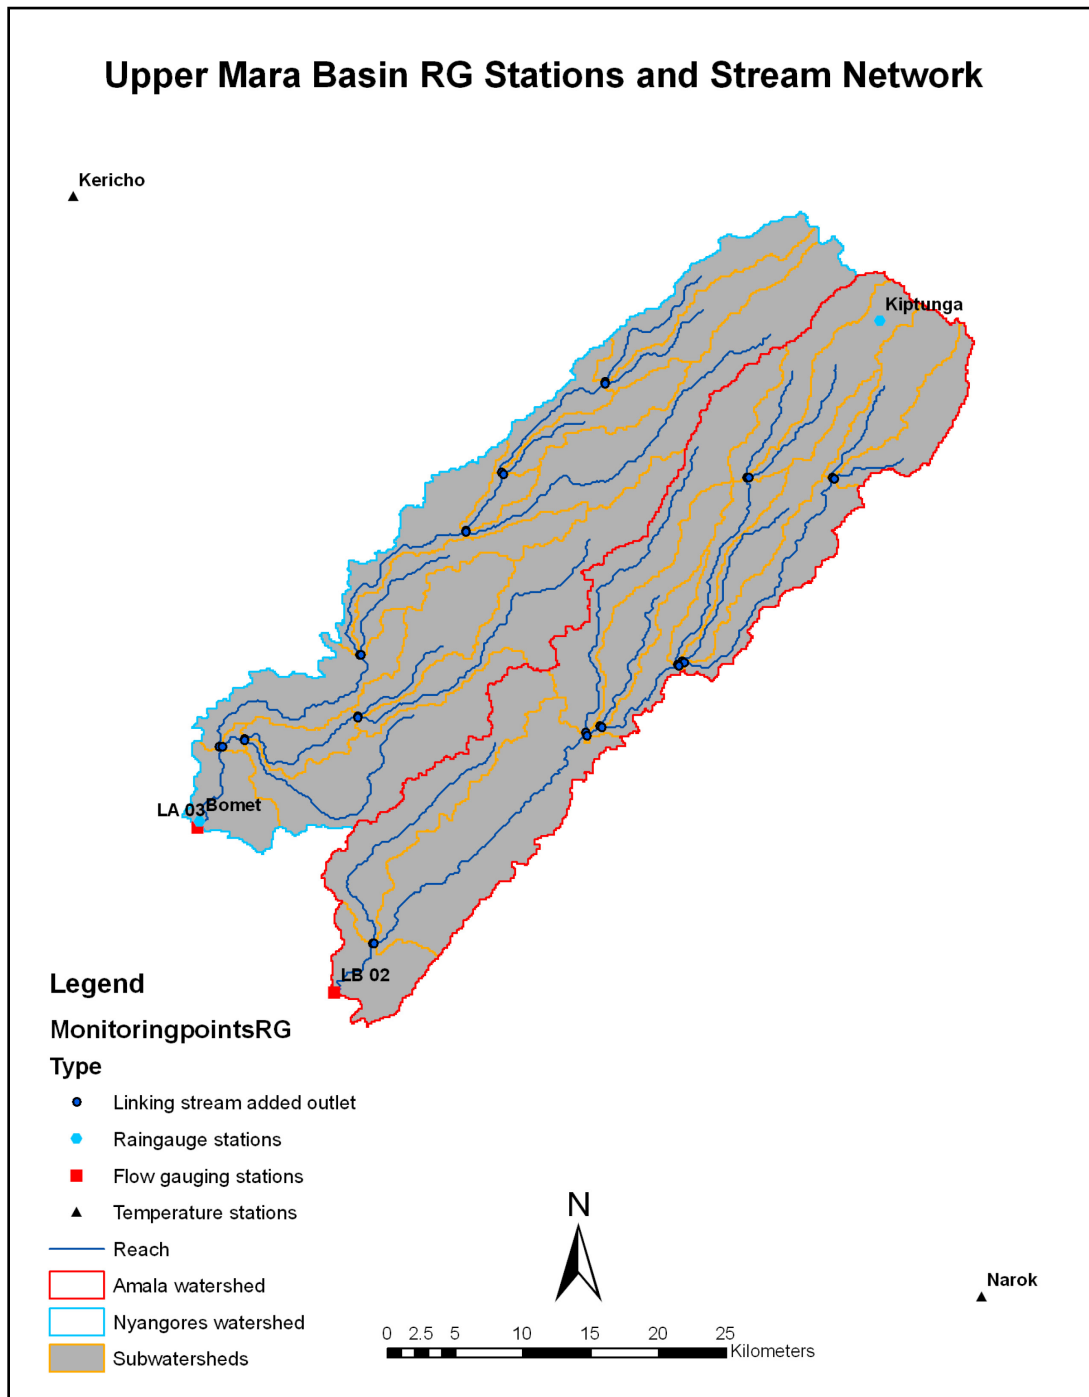 Upper Mara Basin RG Stations and Stream Network
Kericho
Kiptunga
LA 03 Bomet
LB 02
Legend
MonitoringpointsRG
Type
Linking stream added outlet
Raingauge stations
Flow gauging stations
Temperature stations
Reach
Amala watershed
Nyangores watershed
Subwatersheds
N
0 2.5 5 10 15 20 25
Kilometers
Narok